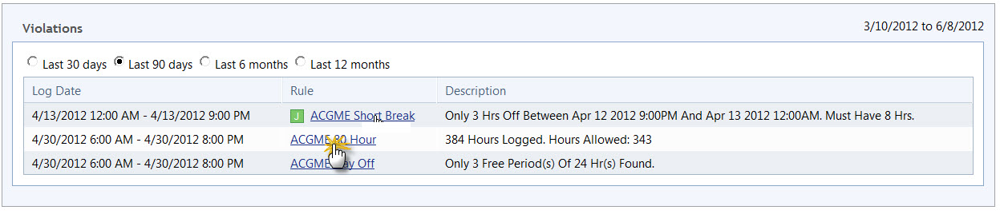 Violations
3/10/2012 to 6/8/2012
Last 30 days Last 90 days Last 6 months Last 12 months
Log Date Rule Description
4/13/2012 12:00 AM - 4/13/2012 9:00 PM J ACGME Short Break Only 3 Hrs Off Between Apr 12 2012 9:00PM And Apr 13 2012 12:00AM. Must Have 8 Hrs.
4/30/2012 6:00 AM - 4/30/2012 8:00 PM ACGME 80 Hour 384 Hours Logged. Hours Allowed: 343
4/30/2012 6:00 AM - 4/30/2012 8:00 PM ACGME Day Off Only 3 Free Period(s) Of 24 Hr(s) Found.